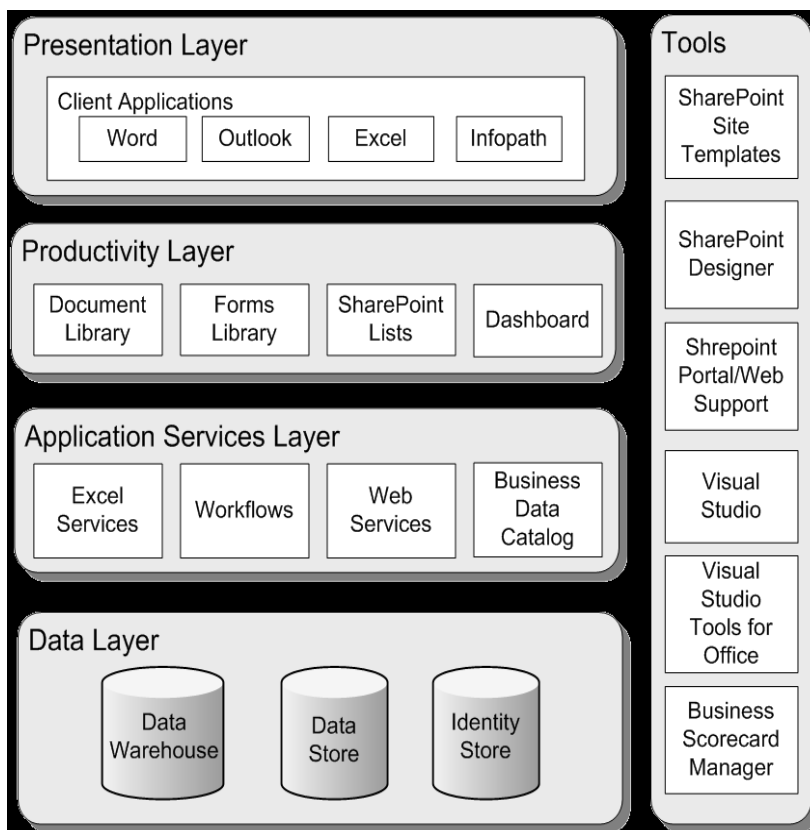 Presentation Layer
Client Applications
Word
Outlook
Excel
Infopath
Productivity Layer
Document
Library
Forms
Library
SharePoint
Lists
Dashboard
Application Services Layer
Excel
Services
Workflows
Web
Services
Business
Data
Catalog
Data Layer
Data
Warehouse
Data
Store
Identity
Store
Tools
SharePoint
Site
Templates
SharePoint
Designer
Shrepoint
Portal/Web
Support
Visual
Studio
Visual
Studio
Tools for
Office
Business
Scorecard
Manager